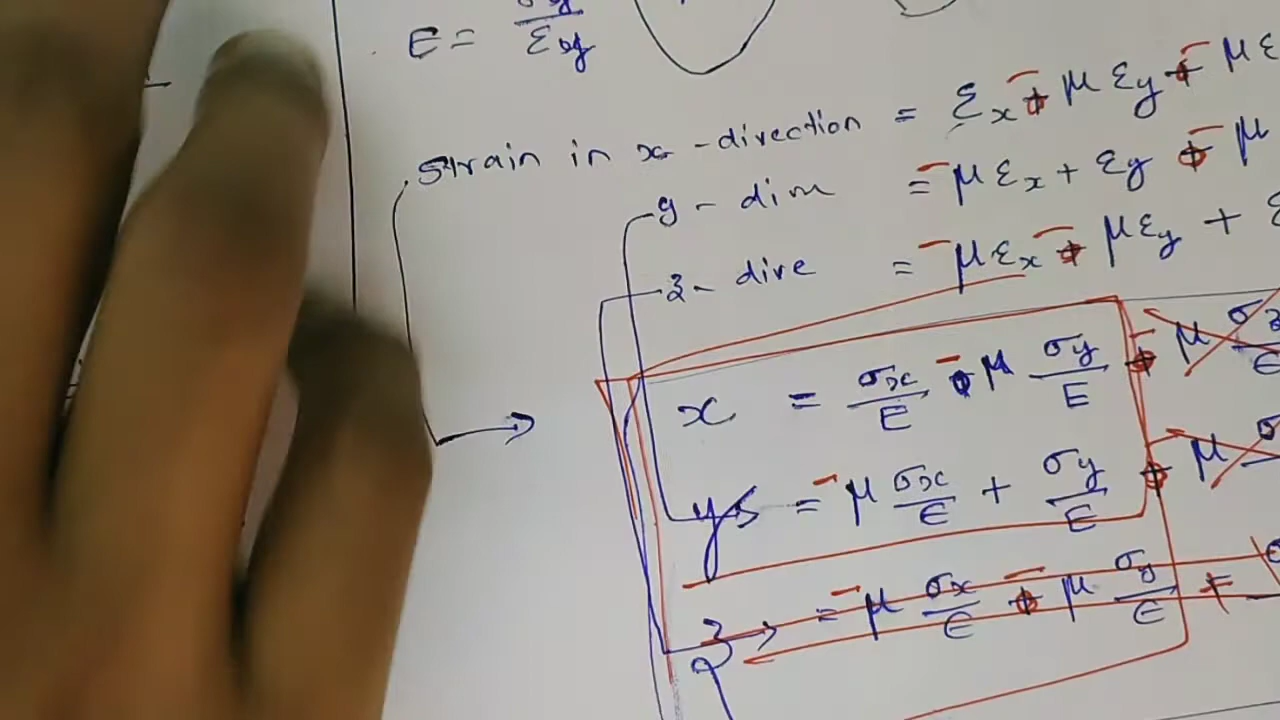 E = σy/εy
strain in x-direction = εx - μεy - με
y - dirn = -μεx + εy - μ
z - dire = -μεx - μεy + ε
x = σx/E - μ σy/E - μ σz/E
y = -μ σx/E + σy/E - μ σ
z → = -μ σx/E - μ σy/E +